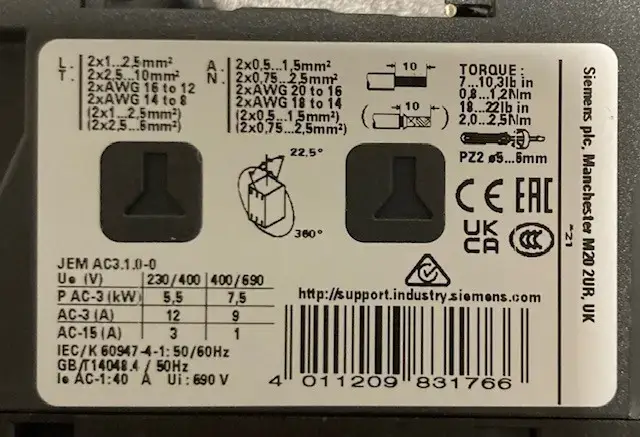 L. 2x1...2,5mm²
T. 2x2,5...10mm²
2xAWG 16 to 12
2xAWG 14 to 8
(2x1...2,5mm²)
(2x2,5...6mm²)
A. 2x0,5...1,5mm²
N. 2x0,75...2,5mm²
2xAWG 20 to 16
2xAWG 18 to 14
(2x0,5...1,5mm²)
(2x0,75...2,5mm²)
10
( 10 )
TORQUE:
7...10,3lb in
0,8...1,2Nm
18...22lb in
2,0...2,5Nm
PZ2 ø5...6mm
22,5°
360°
CE EAC
UK
CA
CCC
Siemens plc, Manchester M20 2UR, UK
JEM AC3.1.0-0
Ue (V) 230/400 400/690
P AC-3 (kW) 5,5 7,5
AC-3 (A) 12 9
AC-15 (A) 3 1
IEC/K 60947-4-1: 50/60Hz
GB/T14048.4 / 50Hz
Ie AC-1:40 A Ui: 690 V
http://support.industry.siemens.com
4 011209 831766